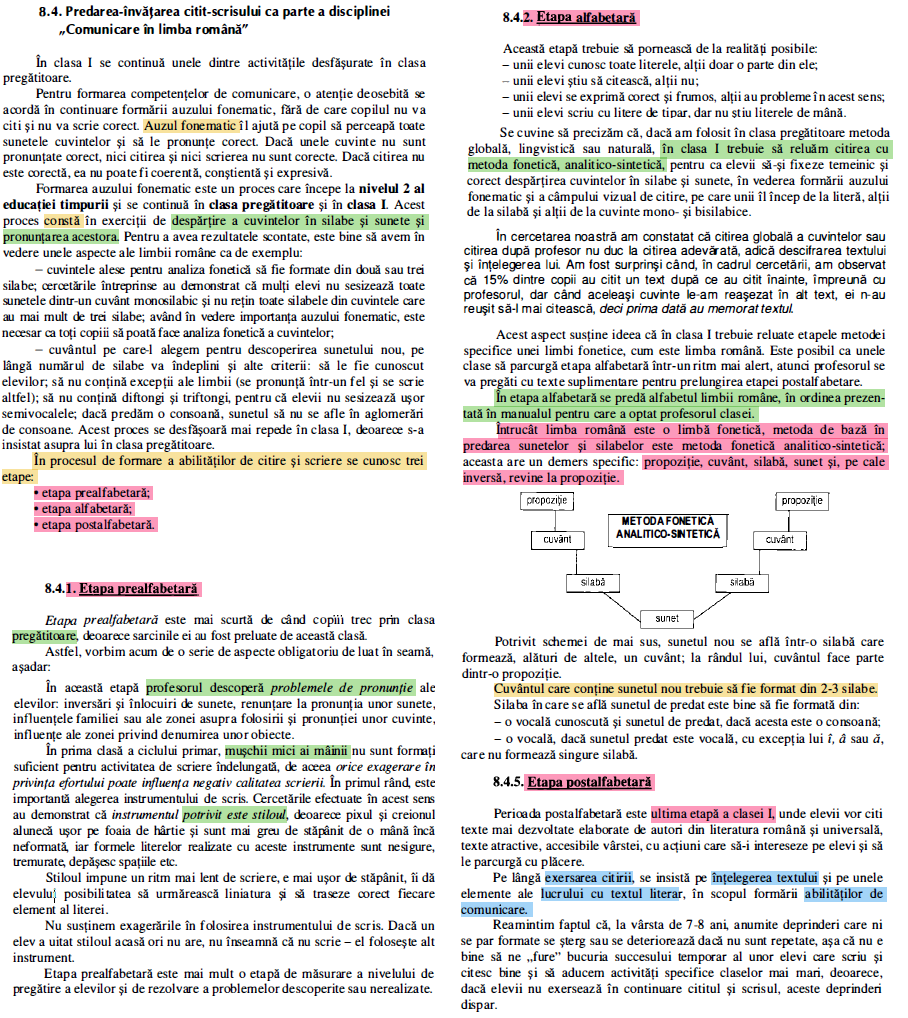 8.4. Predarea-învățarea citit-scrisului ca parte a disciplinei
„Comunicare în limba română”
În clasa I se continuă unele dintre activitățile desfășurate în clasa
pregătitoare.
Pentru formarea competențelor de comunicare, o atenție deosebită se
acordă în continuare formării auzului fonematic, fără de care copilul nu va
citi și nu va scrie corect. Auzul fonematic îl ajută pe copil să perceapă toate
sunetele cuvintelor și să le pronunțe corect. Dacă unele cuvinte nu sunt
pronunțate corect, nici citirea și nici scrierea nu sunt corecte. Dacă citirea nu
este corectă, ea nu poate fi coerentă, conștientă și expresivă.
Formarea auzului fonematic este un proces care începe la nivelul 2 al
educației timpurii și se continuă în clasa pregătitoare și în clasa I. Acest
proces constă în exerciții de despărțire a cuvintelor în silabe și sunete și
pronunțarea acestora. Pentru a avea rezultatele scontate, este bine să avem în
vedere unele aspecte ale limbii române ca de exemplu:
– cuvintele alese pentru analiza fonetică să fie formate din două sau trei
silabe; cercetările întreprinse au demonstrat că mulți elevi nu sesizează toate
sunetele dintr-un cuvânt monosilabic și nu rețin toate silabele din cuvintele care
au mai mult de trei silabe; având în vedere importanța auzului fonematic, este
necesar ca toți copiii să poată face analiza fonetică a cuvintelor;
– cuvântul pe care-l alegem pentru descoperirea sunetului nou, pe
lângă numărul de silabe va îndeplini și alte criterii: să le fie cunoscut
elevilor; să nu conțină excepții ale limbii (se pronunță într-un fel și se scrie
altfel); să nu conțină diftongi și triftongi, pentru că elevii nu sesizează ușor
semivocalele; dacă predăm o consoană, sunetul să nu se afle în aglomerări
de consoane. Acest proces se desfășoară mai repede în clasa I, deoarece s-a
insistat asupra lui în clasa pregătitoare.
În procesul de formare a abilităților de citire și scriere se cunosc trei
etape:
• etapa prealfabetară;
• etapa alfabetară;
• etapa postalfabetară.
8.4.1. Etapa prealfabetară
Etapa prealfabetară este mai scurtă de când copiii trec prin clasa
pregătitoare, deoarece sarcinile ei au fost preluate de această clasă.
Astfel, vorbim acum de o serie de aspecte obligatoriu de luat în seamă,
așadar:
În această etapă profesorul descoperă problemele de pronunție ale
elevilor: inversări și înlocuiri de sunete, renunțare la pronunția unor sunete,
influențele familiei sau ale zonei asupra folosirii și pronunției unor cuvinte,
influențe ale zonei privind denumirea unor obiecte.
În prima clasă a ciclului primar, mușchii mici ai mâinii nu sunt formați
suficient pentru activitatea de scriere îndelungată, de aceea orice exagerare în
privința efortului poate influența negativ calitatea scrierii. În primul rând, este
importantă alegerea instrumentului de scris. Cercetările efectuate în acest sens
au demonstrat că instrumentul potrivit este stiloul, deoarece pixul și creionul
alunecă ușor pe foaia de hârtie și sunt mai greu de stăpânit de o mână încă
neformată, iar formele literelor realizate cu aceste instrumente sunt nesigure,
tremurate, depășesc spațiile etc.
Stiloul impune un ritm mai lent de scriere, e mai ușor de stăpânit, îi dă
elevului posibilitatea să urmărească liniatura și să traseze corect fiecare
element al literei.
Nu susținem exagerările în folosirea instrumentului de scris. Dacă un
elev a uitat stiloul acasă ori nu are, nu înseamnă că nu scrie – el folosește alt
instrument.
Etapa prealfabetară este mai mult o etapă de măsurare a nivelului de
pregătire a elevilor și de rezolvare a problemelor descoperite sau nerealizate.
8.4.2. Etapa alfabetară
Această etapă trebuie să pornească de la realități posibile:
– unii elevi cunosc toate literele, alții doar o parte din ele;
– unii elevi știu să citească, alții nu;
– unii elevi se exprimă corect și frumos, alții au probleme în acest sens;
– unii elevi scriu cu litere de tipar, dar nu știu literele de mână.
Se cuvine să precizăm că, dacă am folosit în clasa pregătitoare metoda
globală, lingvistică sau naturală, în clasa I trebuie să reluăm citirea cu
metoda fonetică, analitico-sintetică, pentru ca elevii să-și fixeze temeinic și
corect despărțirea cuvintelor în silabe și sunete, în vederea formării auzului
fonematic și a câmpului vizual de citire, pe care unii îl încep de la literă, alții
de la silabă și alții de la cuvinte mono- și bisilabice.
În cercetarea noastră am constatat că citirea globală a cuvintelor sau
citirea după profesor nu duc la citirea adevărată, adică descifrarea textului
și înțelegerea lui. Am fost surprinși când, în cadrul cercetării, am observat
că 15% dintre copii au citit un text după ce au citit înainte, împreună cu
profesorul, dar când aceleași cuvinte le-am reașezat în alt text, ei n-au
reușit să-l mai citească, deci prima dată au memorat textul.
Acest aspect susține ideea că în clasa I trebuie reluate etapele metodei
specifice unei limbi fonetice, cum este limba română. Este posibil ca unele
clase să parcurgă etapa alfabetară într-un ritm mai alert, atunci profesorul se
va pregăti cu texte suplimentare pentru prelungirea etapei postalfabetare.
În etapa alfabetară se predă alfabetul limbii române, în ordinea prezen-
tată în manualul pentru care a optat profesorul clasei.
Întrucât limba română este o limbă fonetică, metoda de bază în
predarea sunetelor și silabelor este metoda fonetică analitico-sintetică;
aceasta are un demers specific: propoziție, cuvânt, silabă, sunet și, pe cale
inversă, revine la propoziție.
propoziție propoziție
METODA FONETICĂ
ANALITICO-SINTETICĂ
cuvânt cuvânt
silabă silabă
sunet
Potrivit schemei de mai sus, sunetul nou se află într-o silabă care
formează, alături de altele, un cuvânt; la rândul lui, cuvântul face parte
dintr-o propoziție.
Cuvântul care conține sunetul nou trebuie să fie format din 2-3 silabe.
Silaba în care se află sunetul de predat este bine să fie formată din:
– o vocală cunoscută și sunetul de predat, dacă acesta este o consoană;
– o vocală, dacă sunetul predat este vocală, cu excepția lui î, â sau ă,
care nu formează singure silabă.
8.4.5. Etapa postalfabetară
Perioada postalfabetară este ultima etapă a clasei I, unde elevii vor citi
texte mai dezvoltate elaborate de autori din literatura română și universală,
texte atractive, accesibile vârstei, cu acțiuni care să-i intereseze pe elevi și să
le parcurgă cu plăcere.
Pe lângă exersarea citirii, se insistă pe înțelegerea textului și pe unele
elemente ale lucrului cu textul literar, în scopul formării abilităților de
comunicare.
Reamintim faptul că, la vârsta de 7-8 ani, anumite deprinderi care ni
se par formate se șterg sau se deteriorează dacă nu sunt repetate, așa că nu e
bine să ne „fure” bucuria succesului temporar al unor elevi care scriu și
citesc bine și să aducem activități specifice claselor mai mari, deoarece,
dacă elevii nu exersează în continuare cititul și scrisul, aceste deprinderi
dispar.